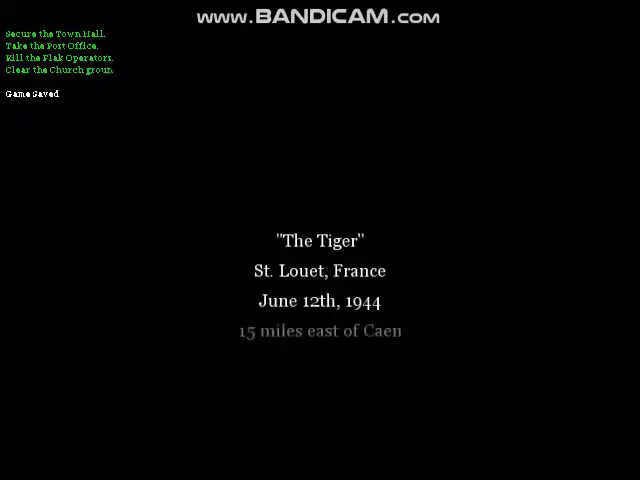 www.BANDICAM.com
Secure the Town Hall.
Take the Post Office.
Kill the Flak Operators.
Clear the Church groun
Game Saved
"The Tiger"
St. Louet, France
June 12th, 1944
15 miles east of Caen